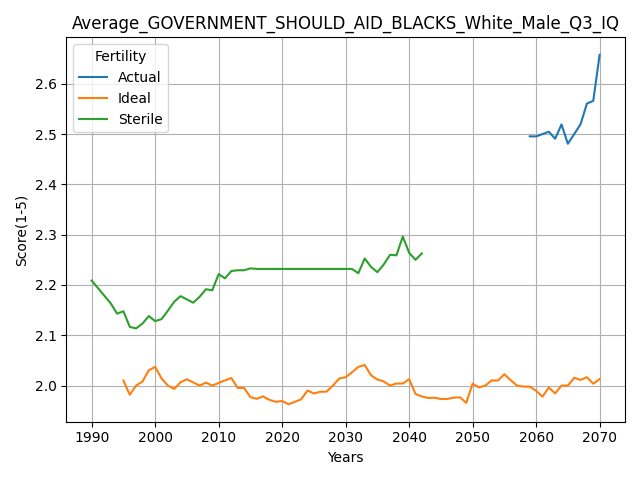 Average_GOVERNMENT_SHOULD_AID_BLACKS_White_Male_Q3_IQ
Fertility
Actual
Ideal
Sterile
Score(1-5)
2.6
2.5
2.4
2.3
2.2
2.1
2.0
1990 2000 2010 2020 2030 2040 2050 2060 2070
Years